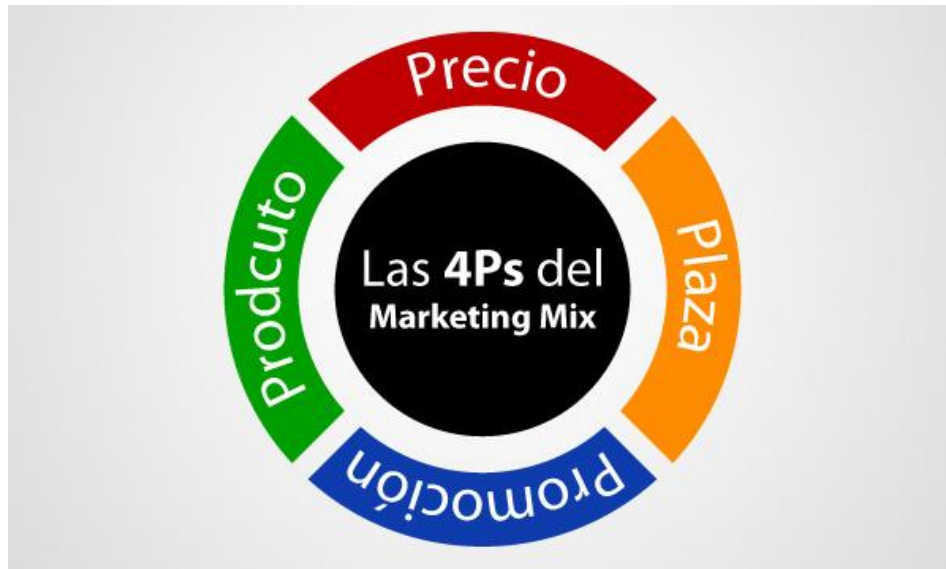 Precio
Plaza
Promoción
Prodcuto
Las 4Ps del
Marketing Mix